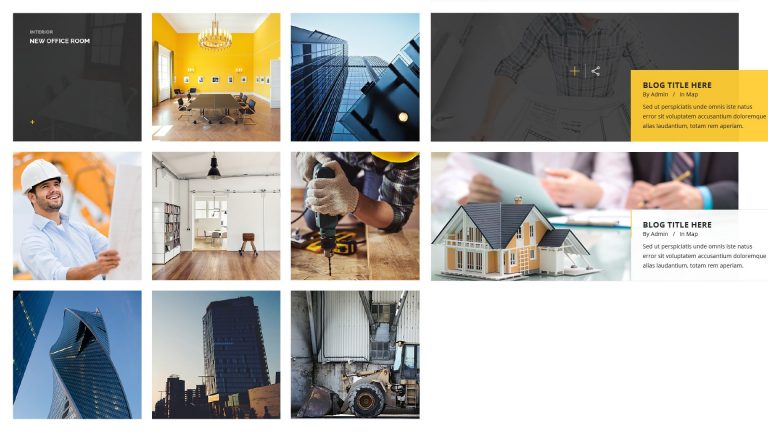 INTERIOR
NEW OFFICE ROOM
+
BLOG TITLE HERE
By Admin / In Map
Sed ut perspiciatis unde omnis iste natus
error sit voluptatem accusantium doloremque
alias laudantium, totam rem aperiam.
BLOG TITLE HERE
By Admin / In Map
Sed ut perspiciatis unde omnis iste natus
error sit voluptatem accusantium doloremque
alias laudantium, totam rem aperiam.